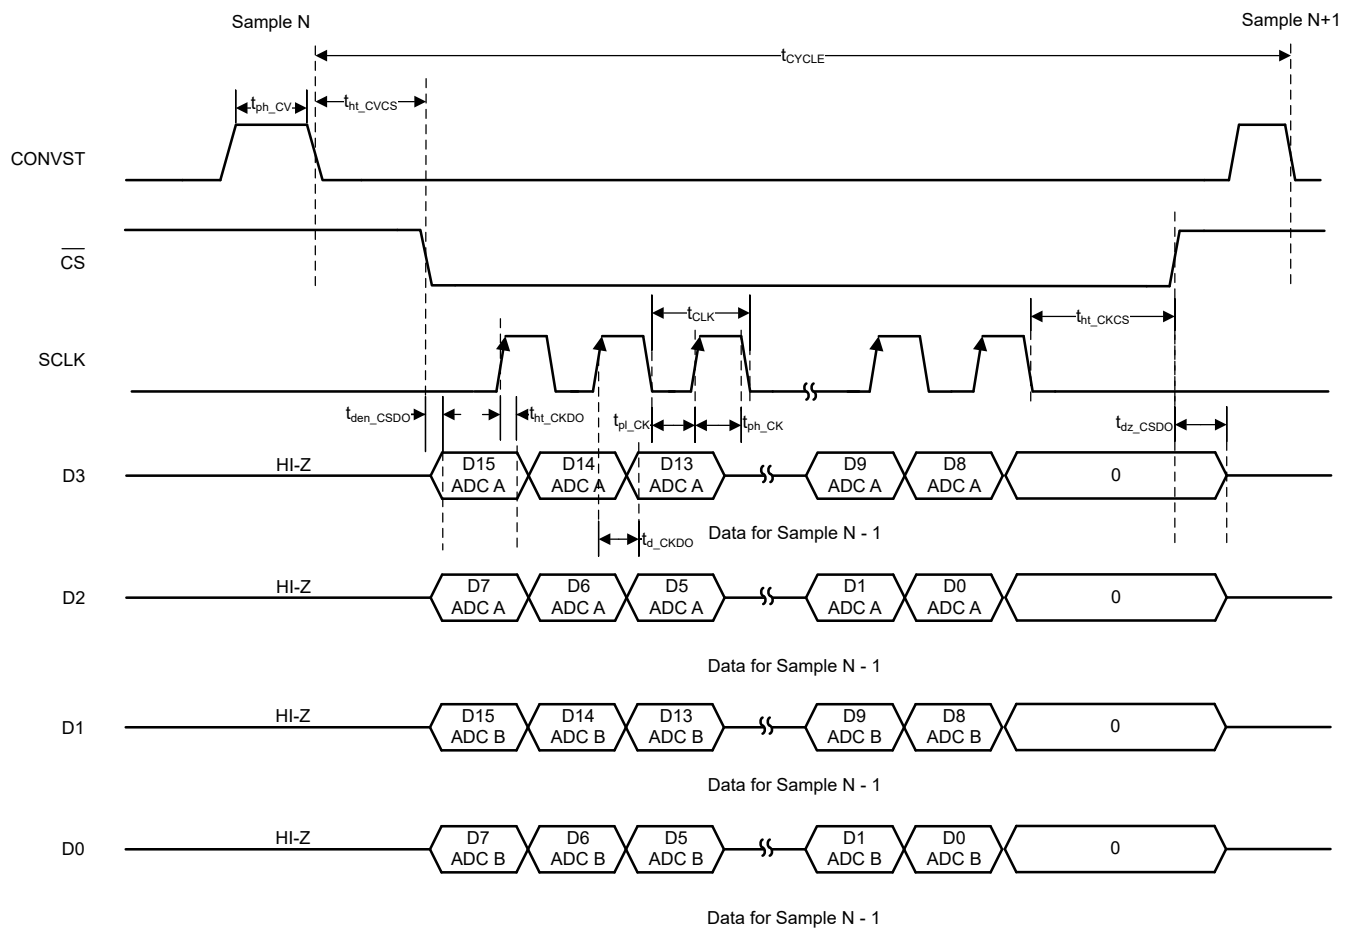 Sample N
Sample N+1
tCYCLE
tph_CV
tht_CVCS
CONVST
CS
tCLK
tht_CKCS
SCLK
tden_CSDO
tht_CKDO
tpl_CK
tph_CK
tdz_CSDO
D3
HI-Z
D15
ADC A
D14
ADC A
D13
ADC A
D9
ADC A
D8
ADC A
0
td_CKDO
Data for Sample N - 1
D2
HI-Z
D7
ADC A
D6
ADC A
D5
ADC A
D1
ADC A
D0
ADC A
0
Data for Sample N - 1
D1
HI-Z
D15
ADC B
D14
ADC B
D13
ADC B
D9
ADC B
D8
ADC B
0
Data for Sample N - 1
D0
HI-Z
D7
ADC B
D6
ADC B
D5
ADC B
D1
ADC B
D0
ADC B
0
Data for Sample N - 1